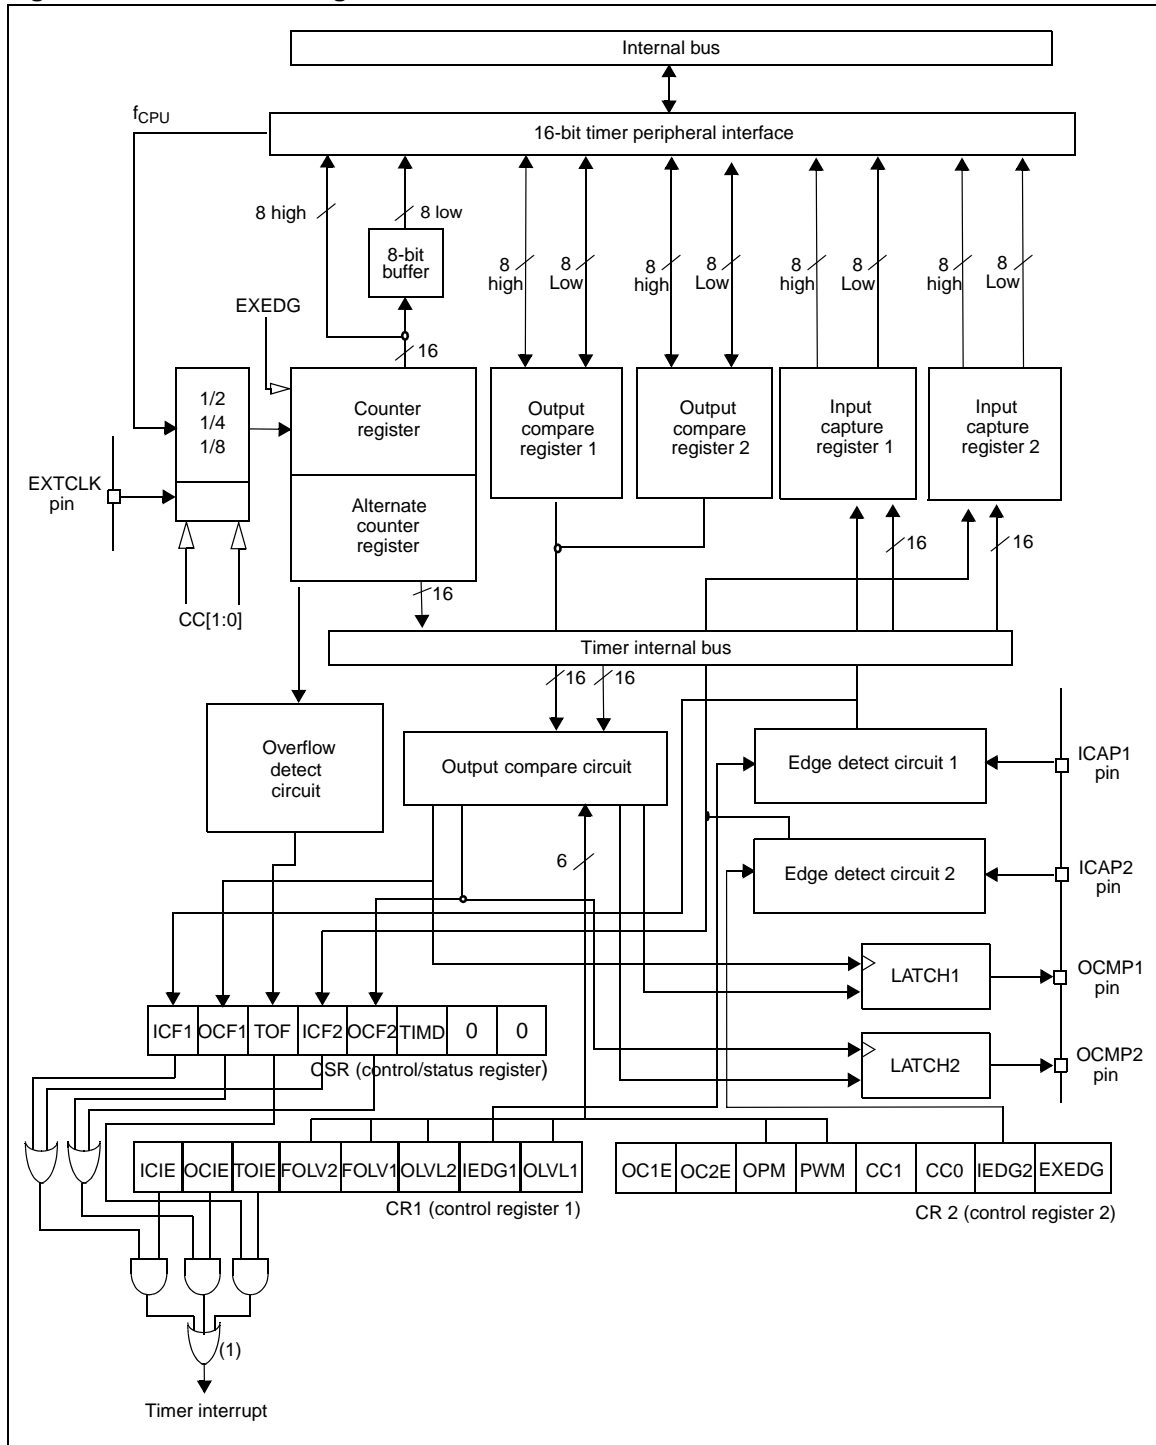 Internal bus
fCPU
16-bit timer peripheral interface
8 high
8 low
8-bit
buffer
8
high
8
Low
8
high
8
Low
8
high
8
Low
8
high
8
Low
EXEDG
16
1/2
1/4
1/8
Counter
register
Output
compare
register 1
Output
compare
register 2
Input
capture
register 1
Input
capture
register 2
EXTCLK
pin
Alternate
counter
register
16
16
16
CC[1:0]
Timer internal bus
16
16
Overflow
detect
circuit
Output compare circuit
Edge detect circuit 1
ICAP1
pin
6
Edge detect circuit 2
ICAP2
pin
LATCH1
OCMP1
pin
ICF1 OCF1 TOF ICF2 OCF2 TIMD 0 0
CSR (control/status register)
LATCH2
OCMP2
pin
ICIE OCIE TOIE FOLV2 FOLV1 OLVL2 IEDG1 OLVL1
CR1 (control register 1)
OC1E OC2E OPM PWM CC1 CC0 IEDG2 EXEDG
CR 2 (control register 2)
(1)
Timer interrupt